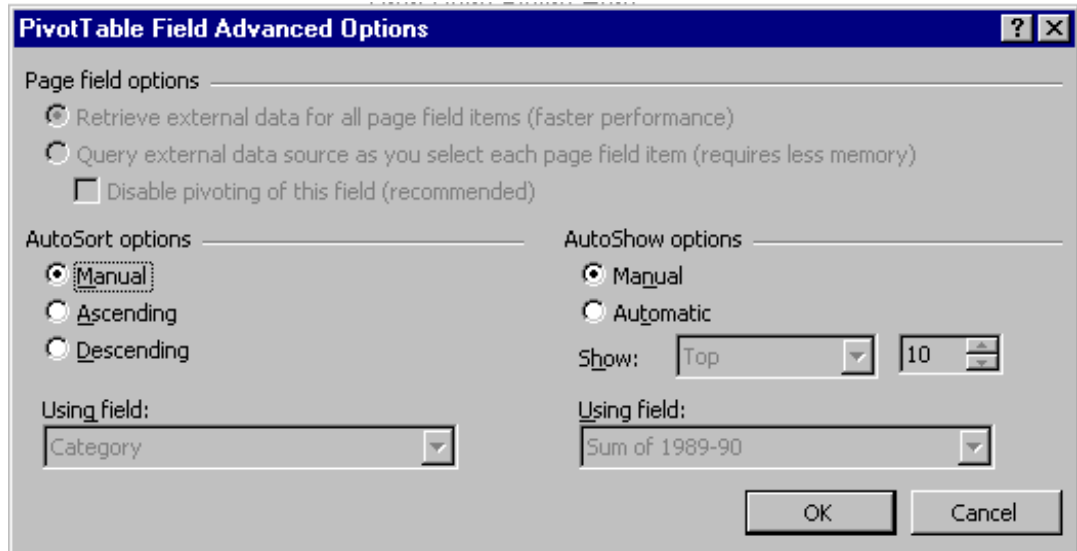 PivotTable Field Advanced Options
Page field options
Retrieve external data for all page field items (faster performance)
Query external data source as you select each page field item (requires less memory)
Disable pivoting of this field (recommended)
AutoSort options
Manual
Ascending
Descending
Using field:
Category
AutoShow options
Manual
Automatic
Show: Top 10
Using field:
Sum of 1989-90
OK Cancel